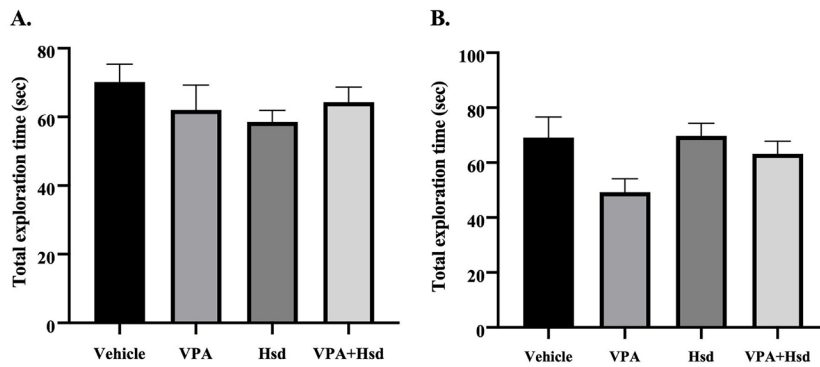 A.
Total exploration time (sec)
80
60
40
20
0
Vehicle VPA Hsd VPA+Hsd
B.
Total exploration time (sec)
100
80
60
40
20
0
Vehicle VPA Hsd VPA+Hsd